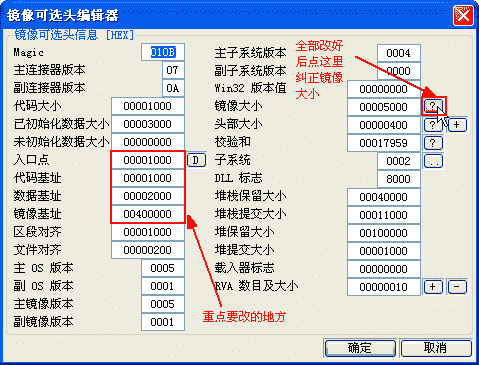 镜像可选头编辑器
镜像可选头信息 [HEX]
Magic 010B
主连接器版本 07
副连接器版本 0A
代码大小 00001000
已初始化数据大小 00003000
未初始化数据大小 00000000
入口点 00001000 D
代码基址 00001000
数据基址 00002000
镜像基址 00400000
区段对齐 00001000
文件对齐 00000200
主 OS 版本 0005
副 OS 版本 0001
主镜像版本 0005
副镜像版本 0001
主子系统版本 0004
副子系统版本 0000
Win32 版本值 00000000
镜像大小 00005000 ?
头部大小 00000400 ? +
校验和 00017959 ?
子系统 0002 ..
DLL 标志 8000
堆栈保留大小 00040000
堆栈提交大小 00011000
堆保留大小 00100000
堆提交大小 00001000
载入器标志 00000000
RVA 数目及大小 00000010 + -
全部改好
后点这里
纠正镜像
大小
重点要改的地方
确定 取消